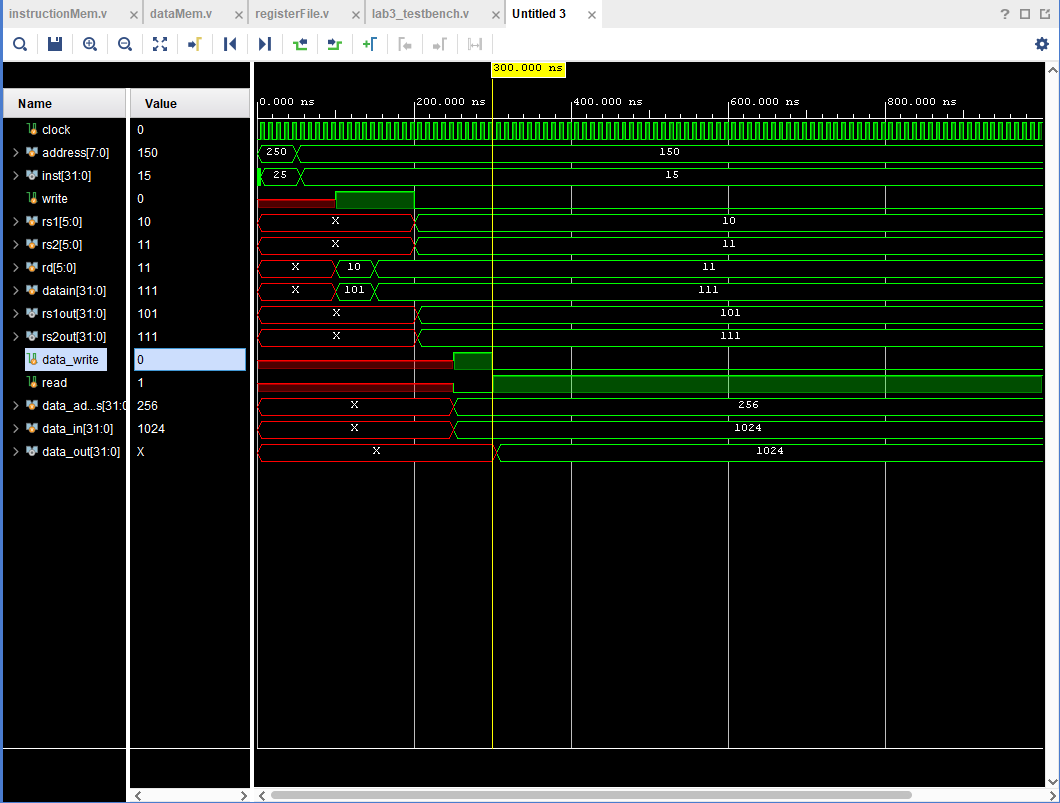 instructionMem.v dataMem.v registerFile.v lab3_testbench.v Untitled 3
300.000 ns
Name Value
0.000 ns 200.000 ns 400.000 ns 600.000 ns 800.000 ns
clock 0
address[7:0] 150 250 150
inst[31:0] 15 25 15
write 0
rs1[5:0] 10 X 10
rs2[5:0] 11 X 11
rd[5:0] 11 X 10 11
datain[31:0] 111 X 101 111
rs1out[31:0] 101 X 101
rs2out[31:0] 111 X 111
data_write 0
read 1
data_ad...s[31:0 256 X 256
data_in[31:0] 1024 X 1024
data_out[31:0] X X 1024